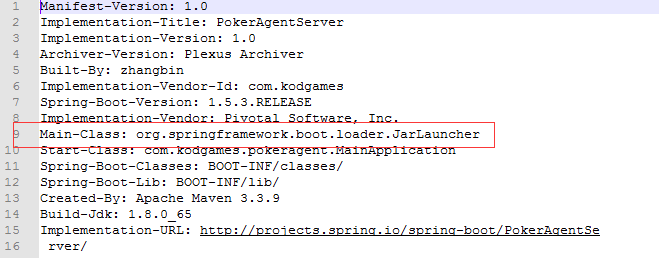 1 Manifest-Version: 1.0
2 Implementation-Title: PokerAgentServer
3 Implementation-Version: 1.0
4 Archiver-Version: Plexus Archiver
5 Built-By: zhangbin
6 Implementation-Vendor-Id: com.kodgames
7 Spring-Boot-Version: 1.5.3.RELEASE
8 Implementation-Vendor: Pivotal Software, Inc.
9 Main-Class: org.springframework.boot.loader.JarLauncher
10 Start-Class: com.kodgames.pokeragent.MainApplication
11 Spring-Boot-Classes: BOOT-INF/classes/
12 Spring-Boot-Lib: BOOT-INF/lib/
13 Created-By: Apache Maven 3.3.9
14 Build-Jdk: 1.8.0_65
15 Implementation-URL: http://projects.spring.io/spring-boot/PokerAgentSe
16  rver/